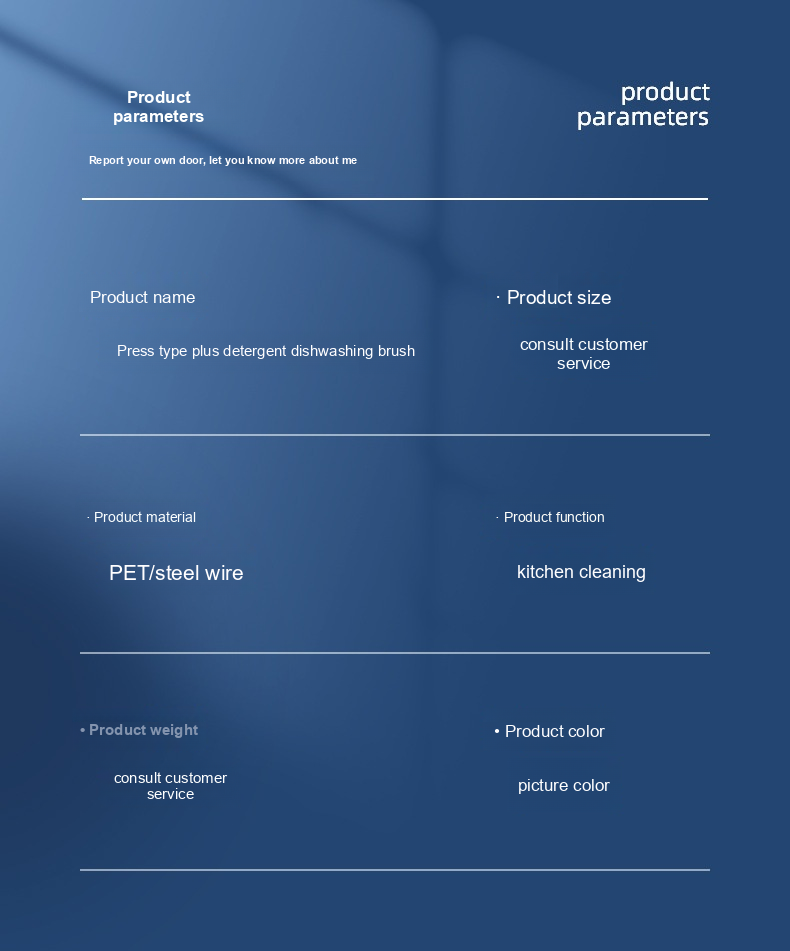 Product
parameters
product
parameters
Report your own door, let you know more about me
Product name
Press type plus detergent dishwashing brush
· Product size
consult customer
service
· Product material
PET/steel wire
· Product function
kitchen cleaning
• Product weight
consult customer
service
• Product color
picture color